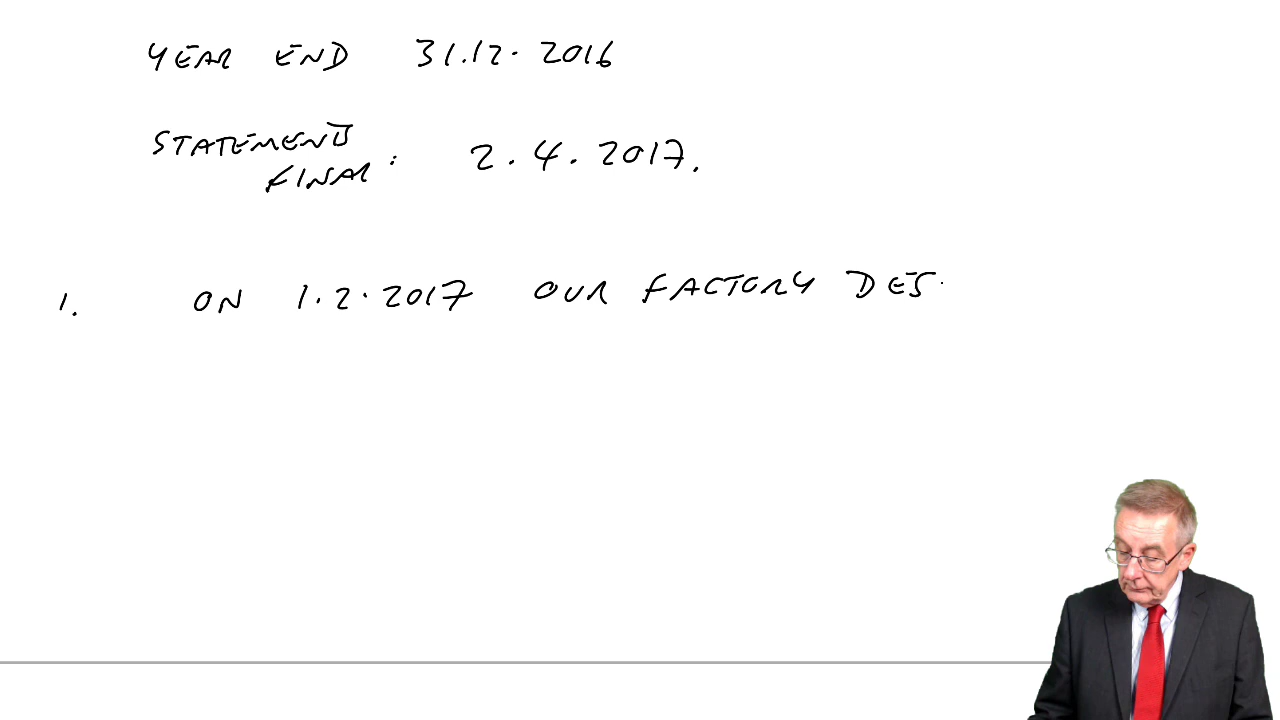 YEAR END 31.12.2016
STATEMENTS
FINAL : 2.4.2017.
1. ON 1.2.2017 OUR FACTORY DES